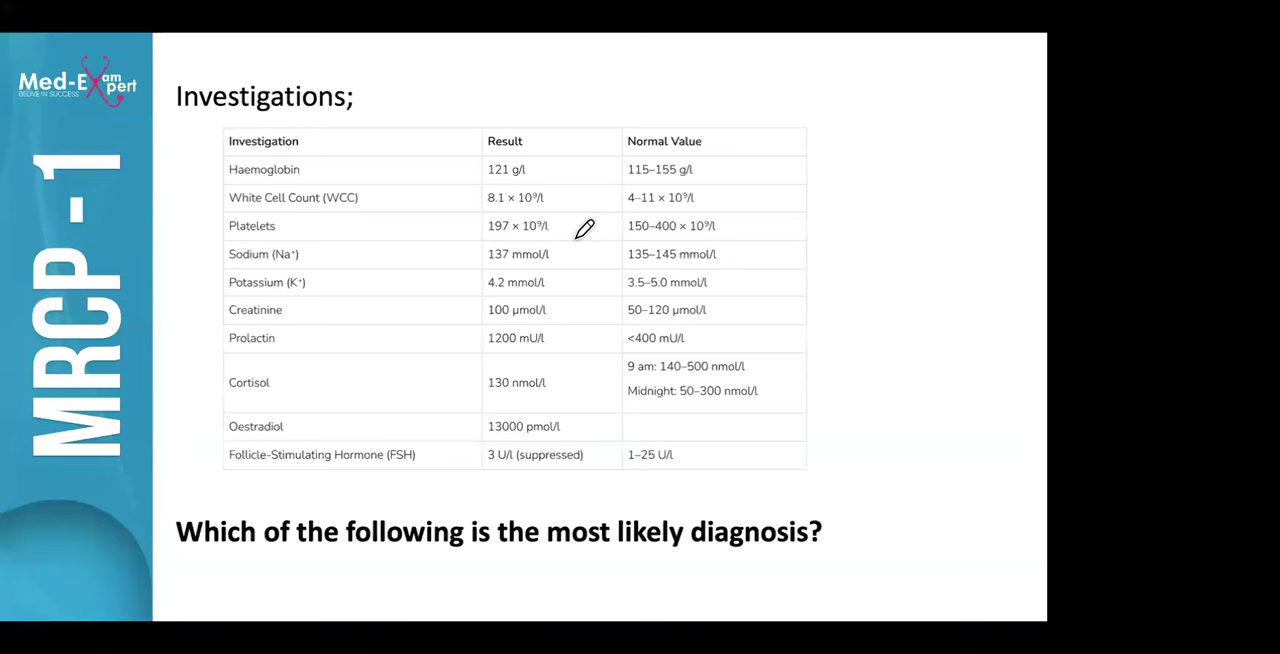 Med-Exam
pert
BELIVE IN SUCCESS
MRCP -1
Investigations;
Investigation Result Normal Value
Haemoglobin 121 g/l 115–155 g/l
White Cell Count (WCC) 8.1 × 10⁹/l 4–11 × 10⁹/l
Platelets 197 × 10⁹/l 150–400 × 10⁹/l
Sodium (Na⁺) 137 mmol/l 135–145 mmol/l
Potassium (K⁺) 4.2 mmol/l 3.5–5.0 mmol/l
Creatinine 100 µmol/l 50–120 µmol/l
Prolactin 1200 mU/l <400 mU/l
Cortisol 130 nmol/l 9 am: 140–500 nmol/l
Midnight: 50–300 nmol/l
Oestradiol 13000 pmol/l
Follicle-Stimulating Hormone (FSH) 3 U/l (suppressed) 1–25 U/l
Which of the following is the most likely diagnosis?